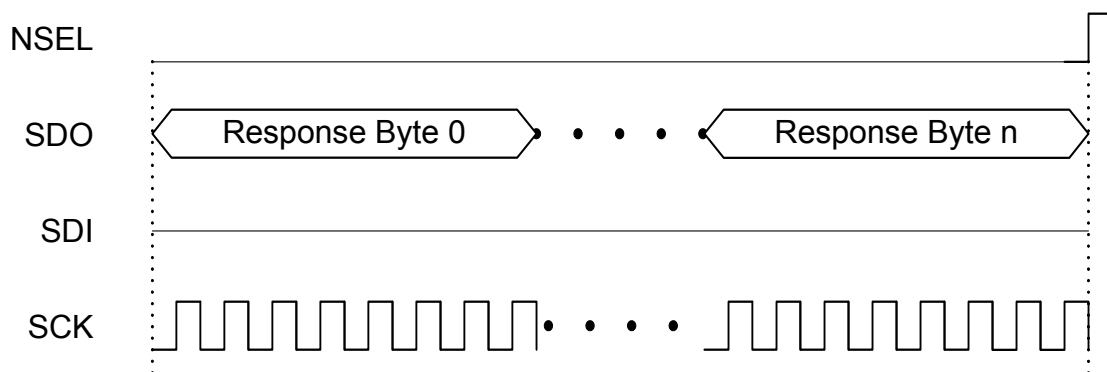 NSEL
SDO Response Byte 0 Response Byte n
SDI
SCK